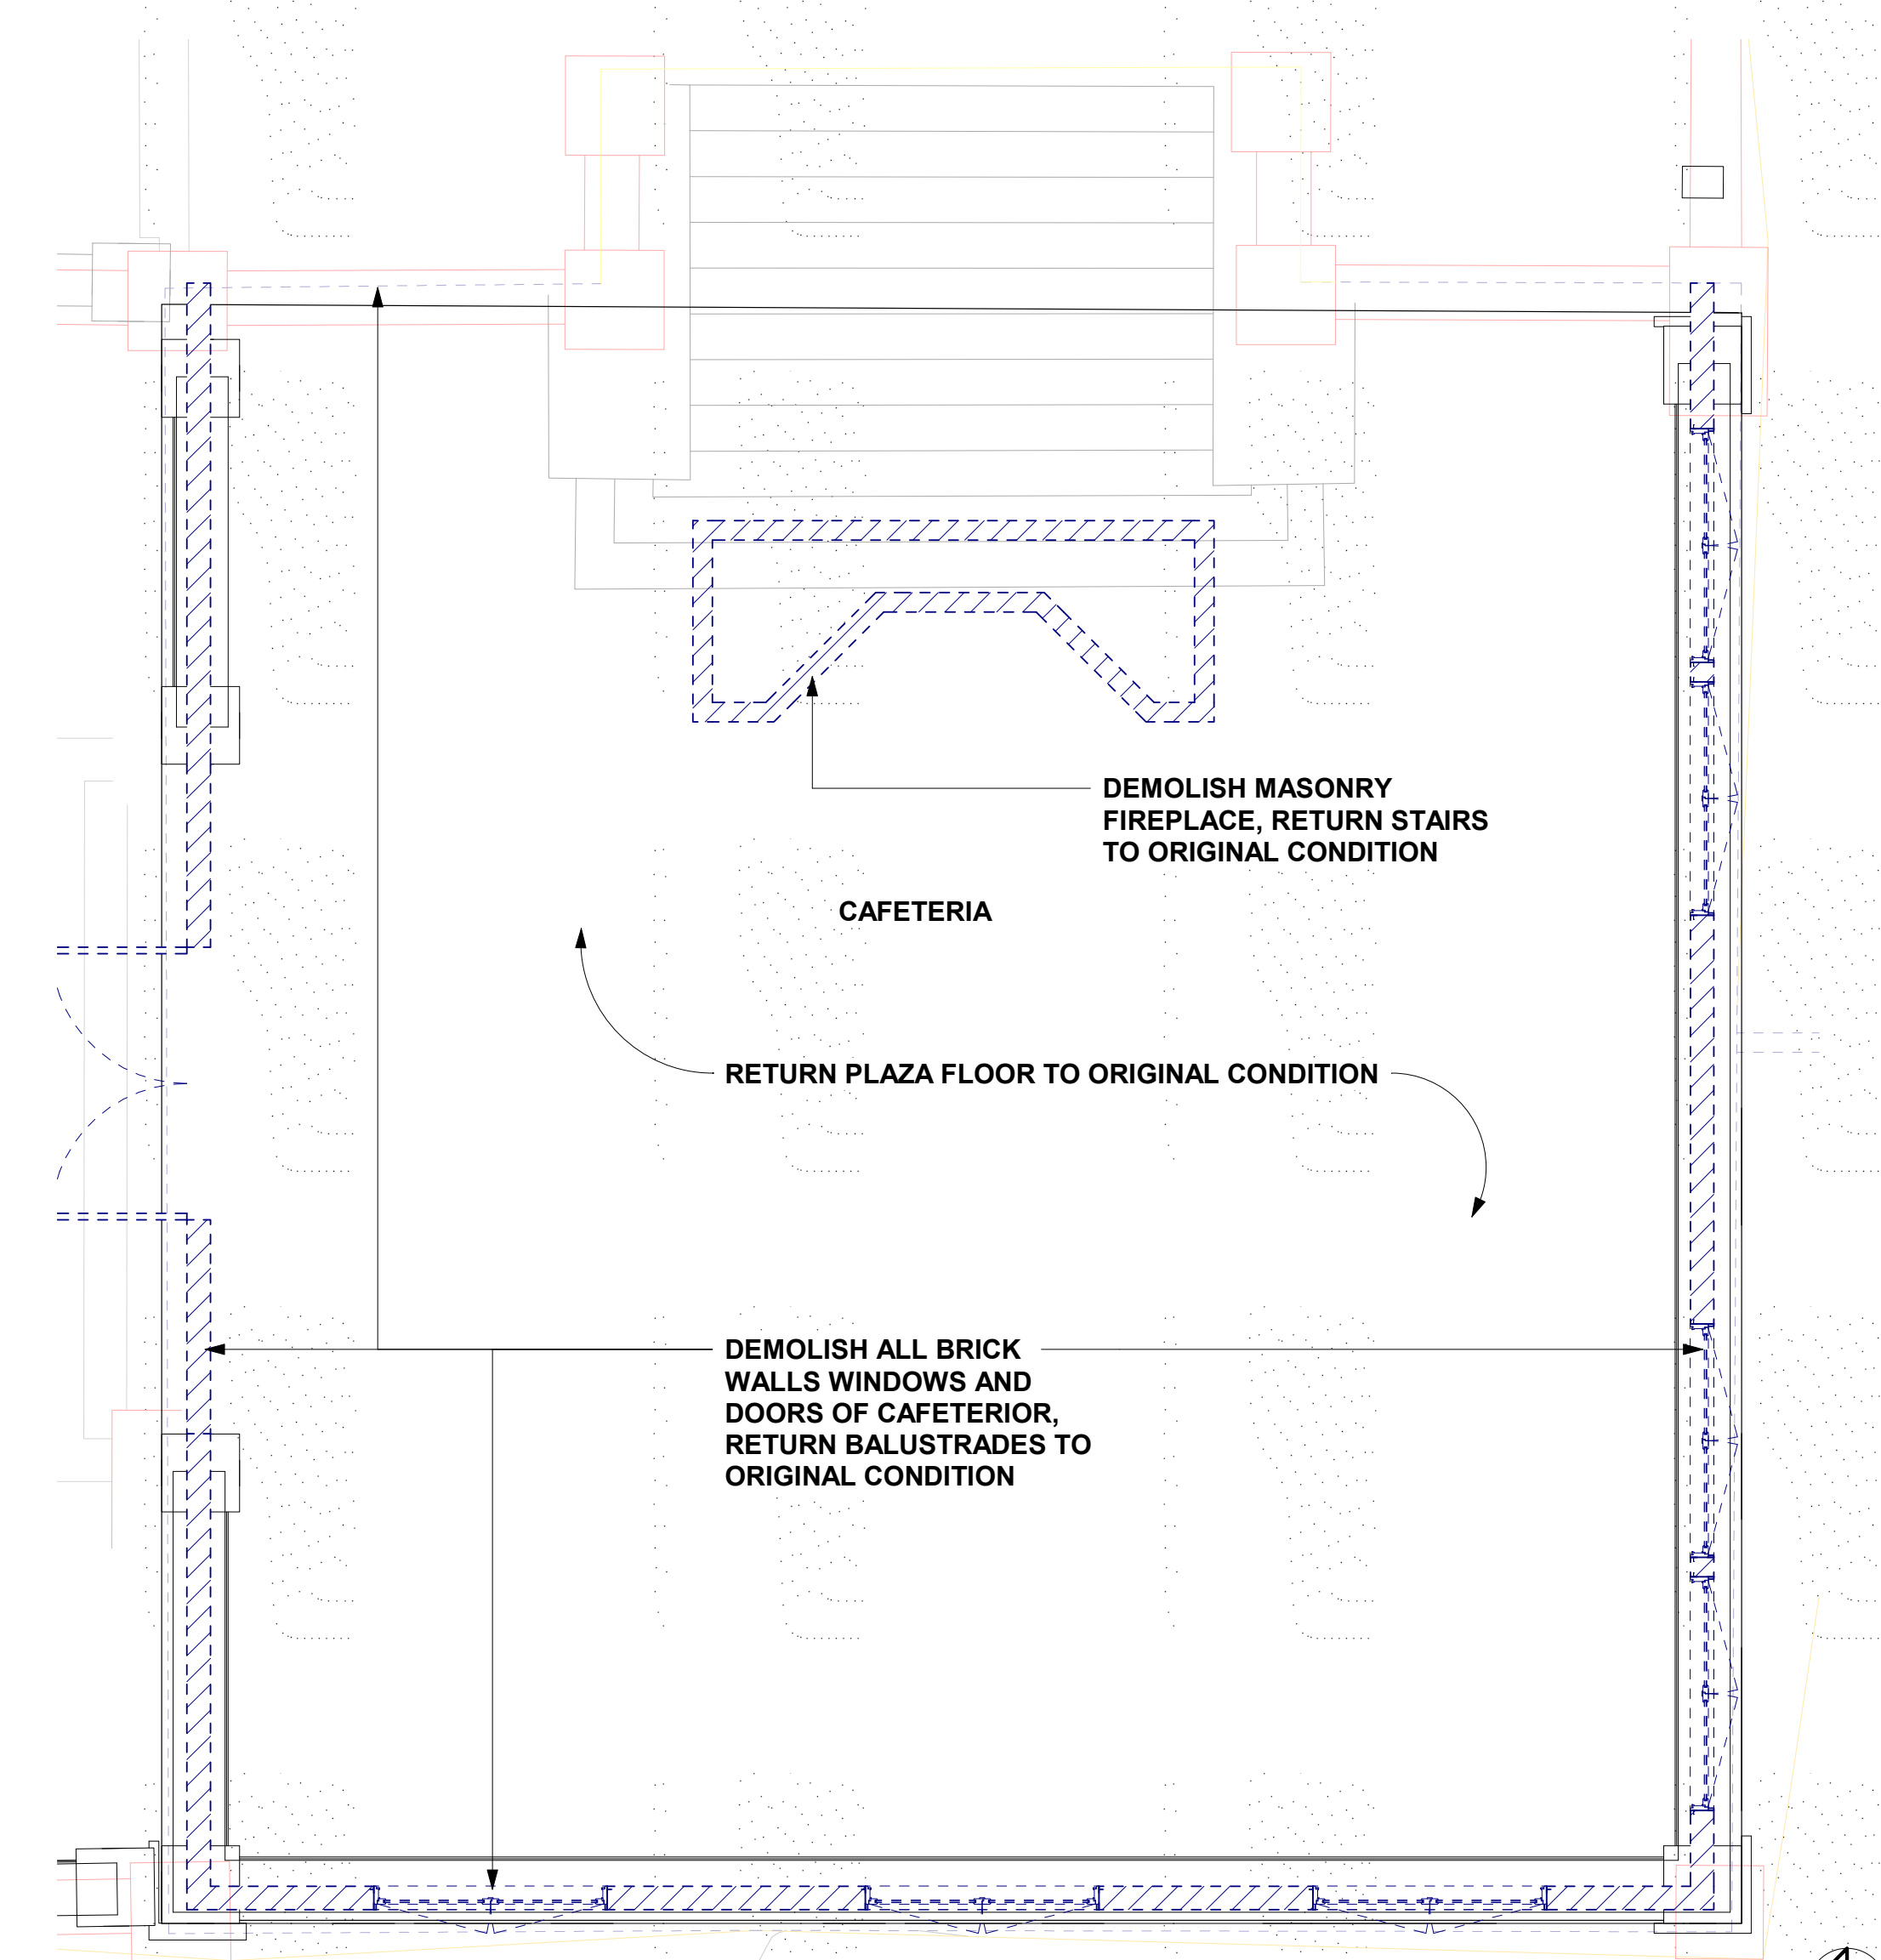 DEMOLISH MASONRY
FIREPLACE, RETURN STAIRS
TO ORIGINAL CONDITION
CAFETERIA
RETURN PLAZA FLOOR TO ORIGINAL CONDITION
DEMOLISH ALL BRICK
WALLS WINDOWS AND
DOORS OF CAFETERIOR,
RETURN BALUSTRADES TO
ORIGINAL CONDITION